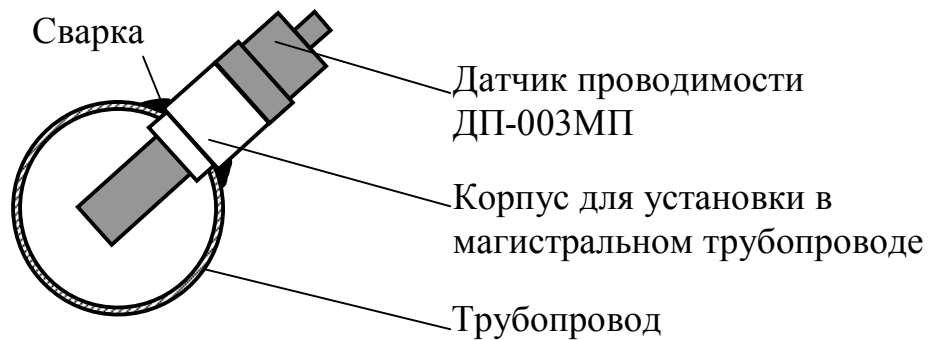 Сварка
Датчик проводимости
ДП-003МП
Корпус для установки в
магистральном трубопроводе
Трубопровод